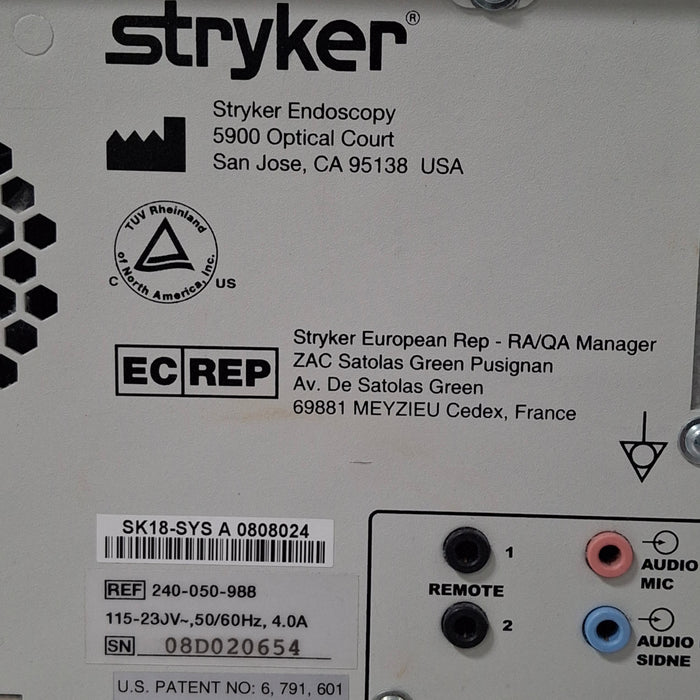 stryker®
Stryker Endoscopy
5900 Optical Court
San Jose, CA 95138 USA
TUV Rheinland
of North America, Inc.
C US
EC REP
Stryker European Rep - RA/QA Manager
ZAC Satolas Green Pusignan
Av. De Satolas Green
69881 MEYZIEU Cedex, France
SK18-SYS A 0808024
REF 240-050-988
115-230V~,50/60Hz, 4.0A
SN 08D020654
U.S. PATENT NO: 6, 791, 601
REMOTE
1
2
AUDIO
MIC
AUDIO
SIDNE